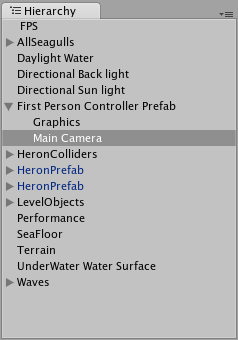 Hierarchy
FPS
AllSeagulls
Daylight Water
Directional Back light
Directional Sun light
First Person Controller Prefab
Graphics
Main Camera
HeronColliders
HeronPrefab
HeronPrefab
LevelObjects
Performance
SeaFloor
Terrain
UnderWater Water Surface
Waves